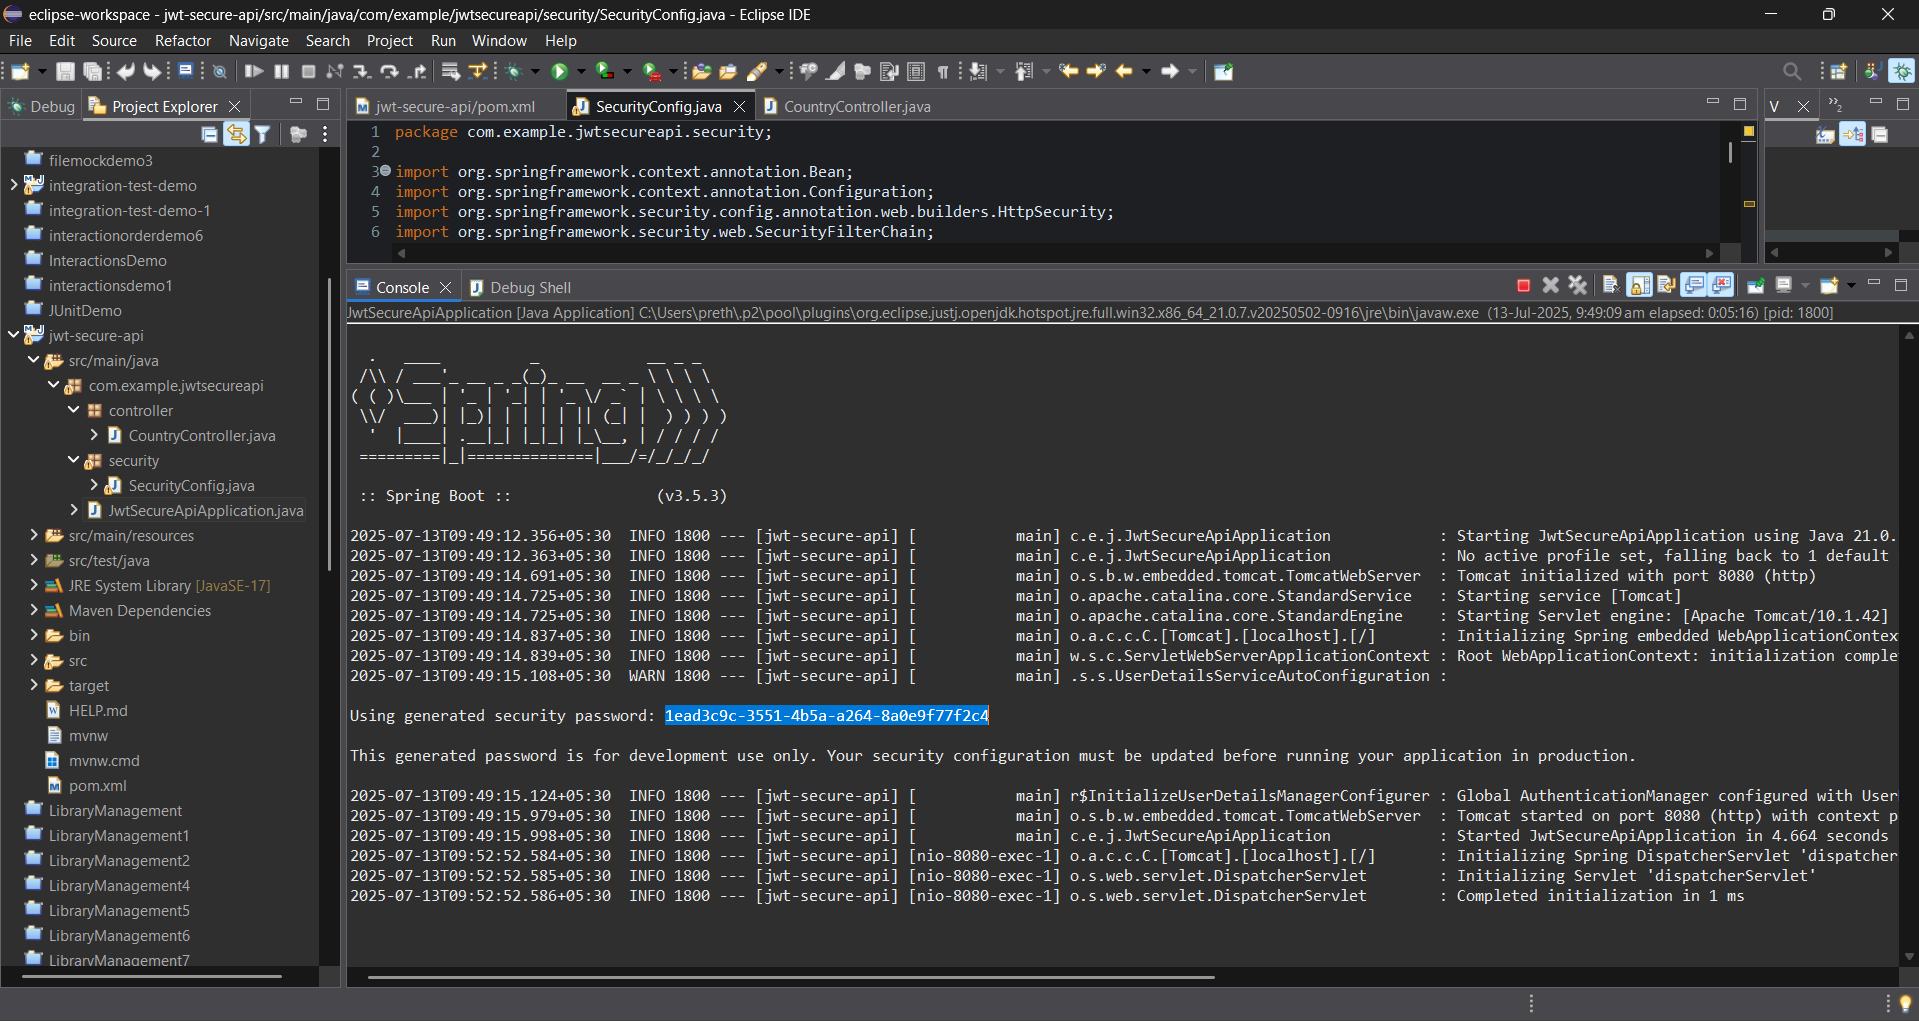 eclipse-workspace - jwt-secure-api/src/main/java/com/example/jwtsecureapi/security/SecurityConfig.java - Eclipse IDE
File Edit Source Refactor Navigate Search Project Run Window Help
Debug Project Explorer
filemockdemo3
integration-test-demo
integration-test-demo-1
interactionorderdemo6
InteractionsDemo
interactionsdemo1
JUnitDemo
jwt-secure-api
src/main/java
com.example.jwtsecureapi
controller
CountryController.java
security
SecurityConfig.java
JwtSecureApiApplication.java
src/main/resources
src/test/java
JRE System Library [JavaSE-17]
Maven Dependencies
bin
src
target
HELP.md
mvnw
mvnw.cmd
pom.xml
LibraryManagement
LibraryManagement1
LibraryManagement2
LibraryManagement4
LibraryManagement5
LibraryManagement6
LibraryManagement7
jwt-secure-api/pom.xml SecurityConfig.java CountryController.java
1 package com.example.jwtsecureapi.security;
2
3 import org.springframework.context.annotation.Bean;
4 import org.springframework.context.annotation.Configuration;
5 import org.springframework.security.config.annotation.web.builders.HttpSecurity;
6 import org.springframework.security.web.SecurityFilterChain;
V 2
Console Debug Shell
JwtSecureApiApplication [Java Application] C:\Users\preth\.p2\pool\plugins\org.eclipse.justj.openjdk.hotspot.jre.full.win32.x86_64_21.0.7.v20250502-0916\jre\bin\javaw.exe (13-Jul-2025, 9:49:09 am elapsed: 0:05:16) [pid: 1800]
:: Spring Boot :: (v3.5.3)
2025-07-13T09:49:12.356+05:30 INFO 1800 --- [jwt-secure-api] [ main] c.e.j.JwtSecureApiApplication : Starting JwtSecureApiApplication using Java 21.0.
2025-07-13T09:49:12.363+05:30 INFO 1800 --- [jwt-secure-api] [ main] c.e.j.JwtSecureApiApplication : No active profile set, falling back to 1 default
2025-07-13T09:49:14.691+05:30 INFO 1800 --- [jwt-secure-api] [ main] o.s.b.w.embedded.tomcat.TomcatWebServer : Tomcat initialized with port 8080 (http)
2025-07-13T09:49:14.725+05:30 INFO 1800 --- [jwt-secure-api] [ main] o.apache.catalina.core.StandardService : Starting service [Tomcat]
2025-07-13T09:49:14.725+05:30 INFO 1800 --- [jwt-secure-api] [ main] o.apache.catalina.core.StandardEngine : Starting Servlet engine: [Apache Tomcat/10.1.42]
2025-07-13T09:49:14.837+05:30 INFO 1800 --- [jwt-secure-api] [ main] o.a.c.c.C.[Tomcat].[localhost].[/] : Initializing Spring embedded WebApplicationContex
2025-07-13T09:49:14.839+05:30 INFO 1800 --- [jwt-secure-api] [ main] w.s.c.ServletWebServerApplicationContext : Root WebApplicationContext: initialization comple
2025-07-13T09:49:15.108+05:30 WARN 1800 --- [jwt-secure-api] [ main] .s.s.UserDetailsServiceAutoConfiguration :
Using generated security password: 1ead3c9c-3551-4b5a-a264-8a0e9f77f2c4
This generated password is for development use only. Your security configuration must be updated before running your application in production.
2025-07-13T09:49:15.124+05:30 INFO 1800 --- [jwt-secure-api] [ main] r$InitializeUserDetailsManagerConfigurer : Global AuthenticationManager configured with User
2025-07-13T09:49:15.979+05:30 INFO 1800 --- [jwt-secure-api] [ main] o.s.b.w.embedded.tomcat.TomcatWebServer : Tomcat started on port 8080 (http) with context p
2025-07-13T09:49:15.998+05:30 INFO 1800 --- [jwt-secure-api] [ main] c.e.j.JwtSecureApiApplication : Started JwtSecureApiApplication in 4.664 seconds
2025-07-13T09:52:52.584+05:30 INFO 1800 --- [jwt-secure-api] [nio-8080-exec-1] o.a.c.c.C.[Tomcat].[localhost].[/] : Initializing Spring DispatcherServlet 'dispatcher
2025-07-13T09:52:52.585+05:30 INFO 1800 --- [jwt-secure-api] [nio-8080-exec-1] o.s.web.servlet.DispatcherServlet : Initializing Servlet 'dispatcherServlet'
2025-07-13T09:52:52.586+05:30 INFO 1800 --- [jwt-secure-api] [nio-8080-exec-1] o.s.web.servlet.DispatcherServlet : Completed initialization in 1 ms